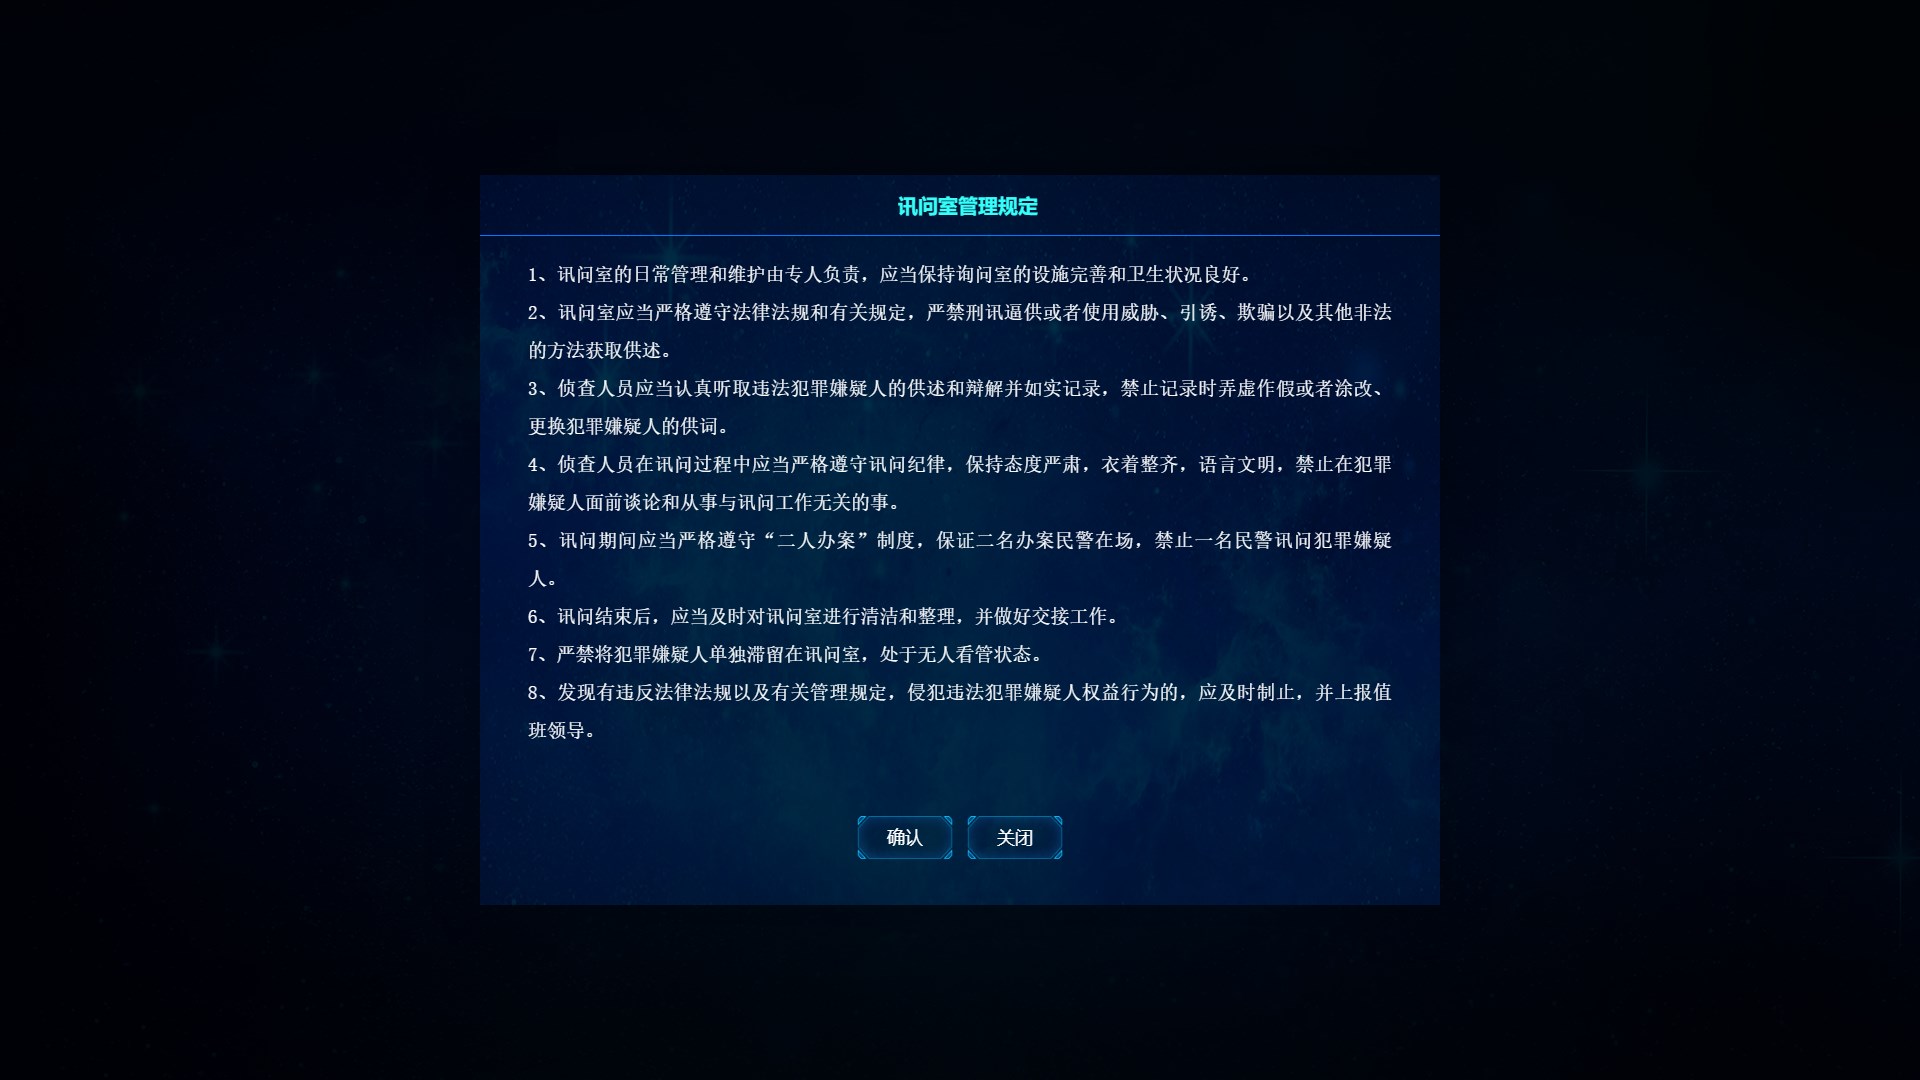 讯问室管理规定
1、讯问室的日常管理和维护由专人负责，应当保持询问室的设施完善和卫生状况良好。
2、讯问室应当严格遵守法律法规和有关规定，严禁刑讯逼供或者使用威胁、引诱、欺骗以及其他非法
的方法获取供述。
3、侦查人员应当认真听取违法犯罪嫌疑人的供述和辩解并如实记录，禁止记录时弄虚作假或者涂改、
更换犯罪嫌疑人的供词。
4、侦查人员在讯问过程中应当严格遵守讯问纪律，保持态度严肃，衣着整齐，语言文明，禁止在犯罪
嫌疑人面前谈论和从事与讯问工作无关的事。
5、讯问期间应当严格遵守“二人办案”制度，保证二名办案民警在场，禁止一名民警讯问犯罪嫌疑
人。
6、讯问结束后，应当及时对讯问室进行清洁和整理，并做好交接工作。
7、严禁将犯罪嫌疑人单独滞留在讯问室，处于无人看管状态。
8、发现有违反法律法规以及有关管理规定，侵犯违法犯罪嫌疑人权益行为的，应及时制止，并上报值
班领导。
确认 关闭